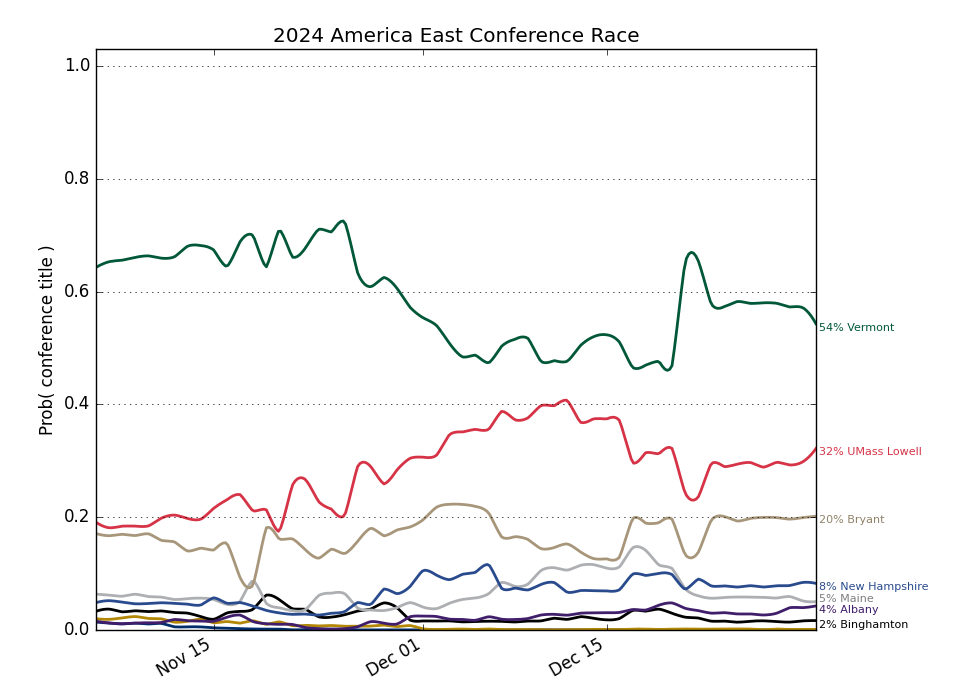 2024 America East Conference Race
Prob( conference title )
1.0
0.8
0.6
0.4
0.2
0.0
Nov 15
Dec 01
Dec 15
54% Vermont
32% UMass Lowell
20% Bryant
8% New Hampshire
5% Maine
4% Albany
2% Binghamton